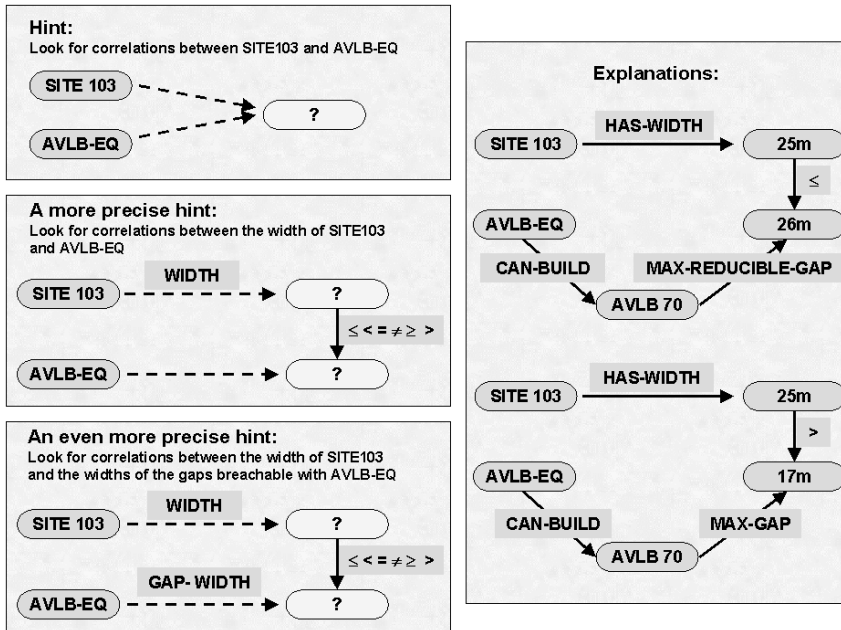 Hint:
Look for correlations between SITE103 and AVLB-EQ
SITE 103
?
AVLB-EQ
A more precise hint:
Look for correlations between the width of SITE103
and AVLB-EQ
WIDTH
SITE 103
?
≤ < = ≠ ≥ >
AVLB-EQ
?
An even more precise hint:
Look for correlations between the width of SITE103
and the widths of the gaps breachable with AVLB-EQ
WIDTH
SITE 103
?
≤ < = ≠ ≥ >
GAP- WIDTH
AVLB-EQ
?
Explanations:
HAS-WIDTH
SITE 103
25m
≤
AVLB-EQ
26m
CAN-BUILD
MAX-REDUCIBLE-GAP
AVLB 70
HAS-WIDTH
SITE 103
25m
>
AVLB-EQ
17m
CAN-BUILD
MAX-GAP
AVLB 70